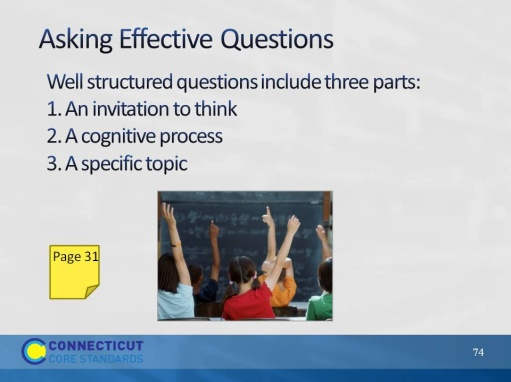 Asking Effective Questions
Well structured questions include three parts:
1. An invitation to think
2. A cognitive process
3. A specific topic
Page 31
CONNECTICUT
CORE STANDARDS
74